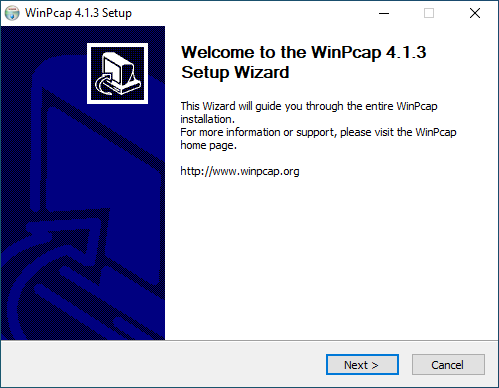 WinPcap 4.1.3 Setup
Welcome to the WinPcap 4.1.3
Setup Wizard
This Wizard will guide you through the entire WinPcap
installation.
For more information or support, please visit the WinPcap
home page.
http://www.winpcap.org
Next >
Cancel